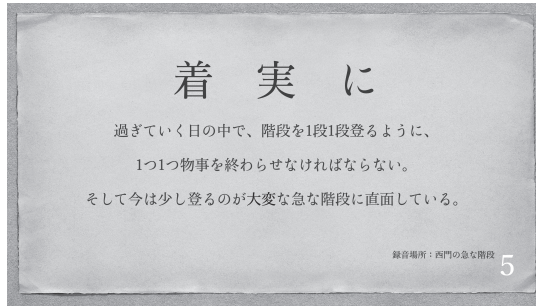 着実に
過ぎていく日の中で、階段を1段1段登るように、
1つ1つ物事を終わらせなければならない。
そして今は少し登るのが大変な急な階段に直面している。
録音場所：西門の急な階段
5